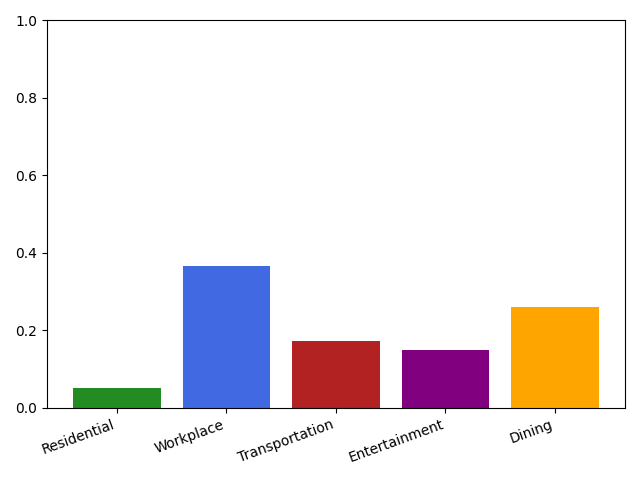 1.0
0.8
0.6
0.4
0.2
0.0
Residential
Workplace
Transportation
Entertainment
Dining